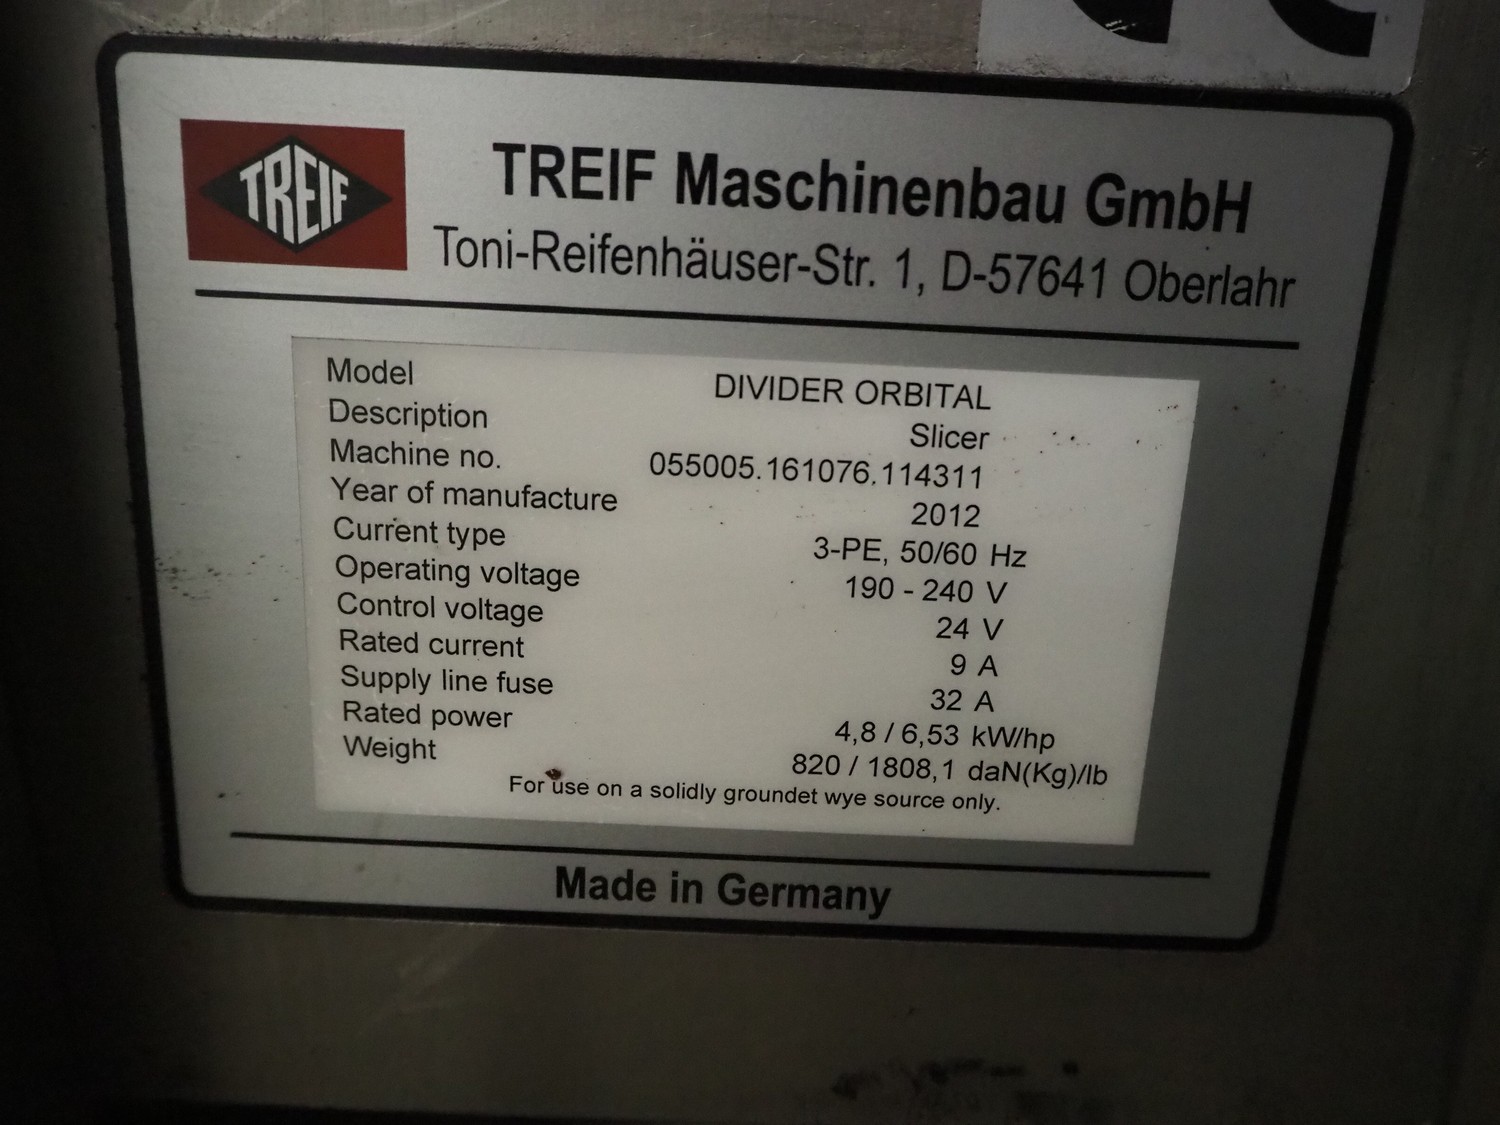 TREIF
TREIF Maschinenbau GmbH
Toni-Reifenhäuser-Str. 1, D-57641 Oberlahr
Model DIVIDER ORBITAL
Description Slicer
Machine no. 055005.161076.114311
Year of manufacture 2012
Current type 3-PE, 50/60 Hz
Operating voltage 190 - 240 V
Control voltage 24 V
Rated current 9 A
Supply line fuse 32 A
Rated power 4,8 / 6,53 kW/hp
Weight 820 / 1808,1 daN(Kg)/lb
For use on a solidly groundet wye source only.
Made in Germany